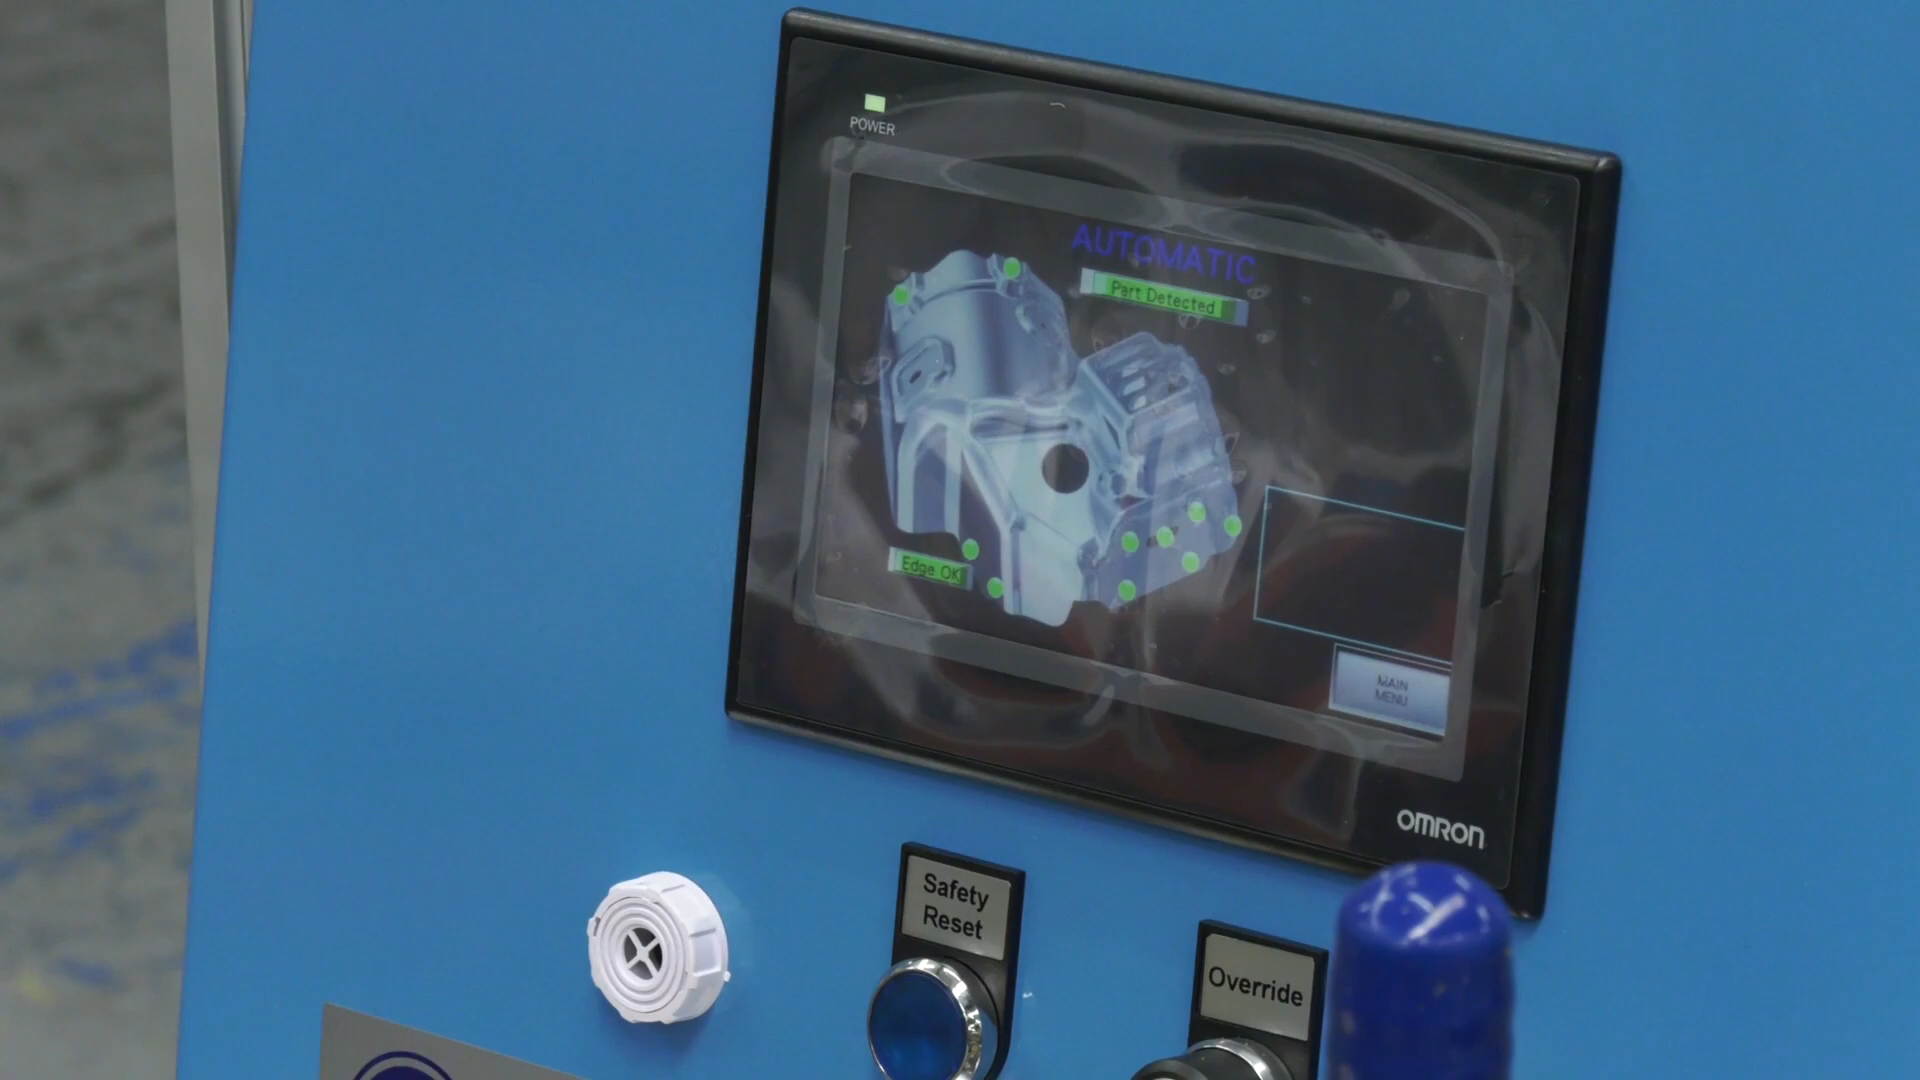 POWER
AUTOMATIC
Part Detected
Edge OK
MAIN
MENU
OMRON
Safety
Reset
Override